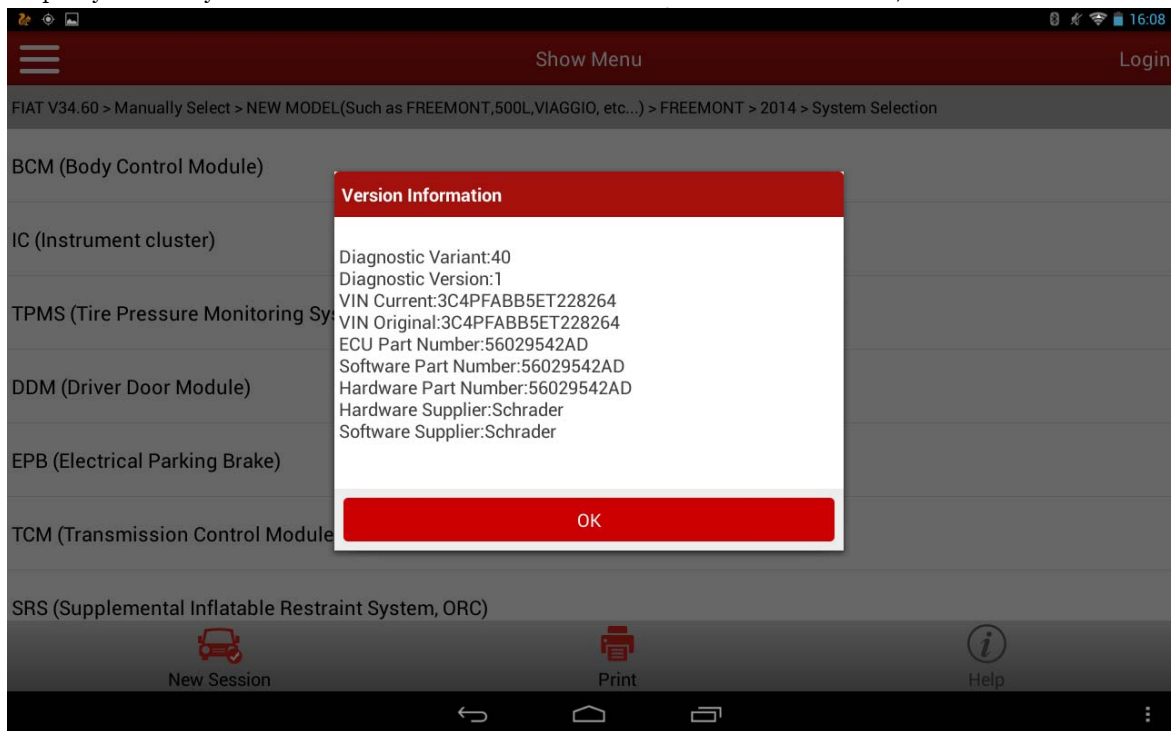 16:08
Show Menu
Login
FIAT V34.60 > Manually Select > NEW MODEL(Such as FREEMONT,500L,VIAGGIO, etc...) > FREEMONT > 2014 > System Selection
BCM (Body Control Module)
Version Information
IC (Instrument cluster)
Diagnostic Variant:40
Diagnostic Version:1
VIN Current:3C4PFABB5ET228264
TPMS (Tire Pressure Monitoring Sy
VIN Original:3C4PFABB5ET228264
ECU Part Number:56029542AD
Software Part Number:56029542AD
DDM (Driver Door Module)
Hardware Part Number:56029542AD
Hardware Supplier:Schrader
Software Supplier:Schrader
EPB (Electrical Parking Brake)
OK
TCM (Transmission Control Module
SRS (Supplemental Inflatable Restraint System, ORC)
New Session
Print
Help